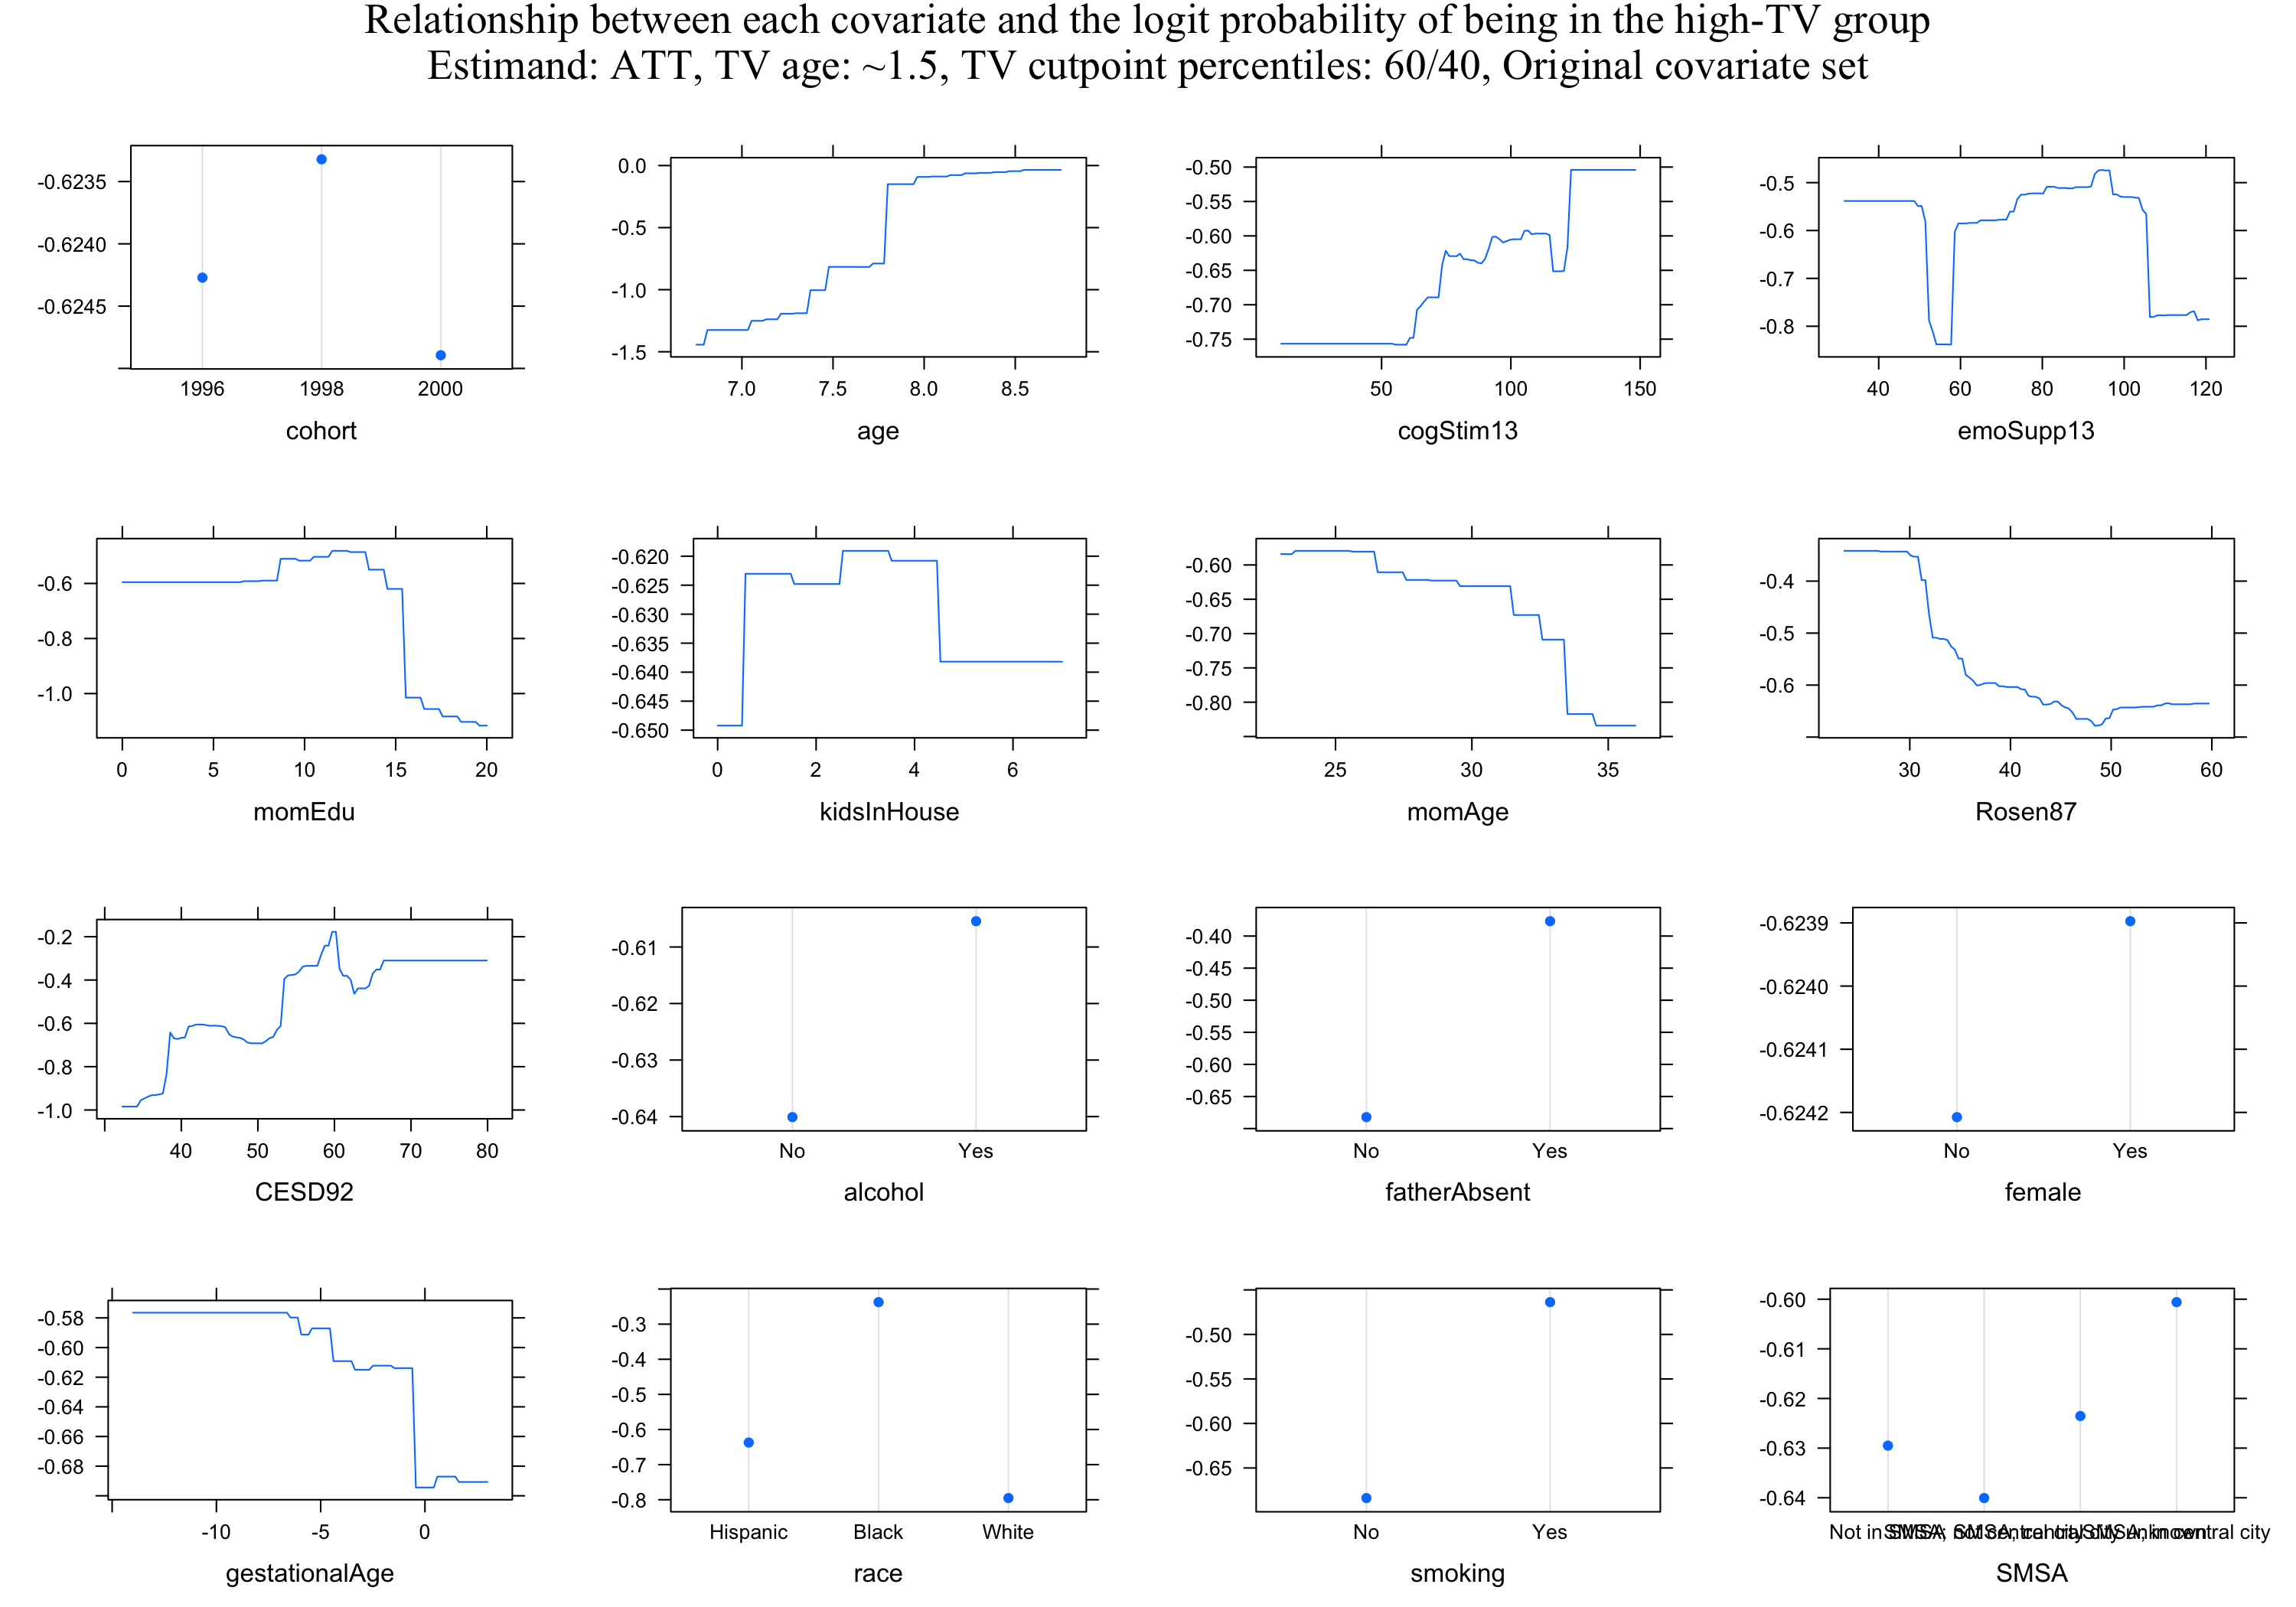 Relationship between each covariate and the logit probability of being in the high-TV group
Estimand: ATT, TV age: ~1.5, TV cutpoint percentiles: 60/40, Original covariate set
-0.6235
-0.6240
-0.6245
1996 1998 2000
cohort
0.0
-0.5
-1.0
-1.5
7.0 7.5 8.0 8.5
age
-0.50
-0.55
-0.60
-0.65
-0.70
-0.75
50 100 150
cogStim13
-0.5
-0.6
-0.7
-0.8
40 60 80 100 120
emoSupp13
-0.6
-0.8
-1.0
0 5 10 15 20
momEdu
-0.620
-0.625
-0.630
-0.635
-0.640
-0.645
-0.650
0 2 4 6
kidsInHouse
-0.60
-0.65
-0.70
-0.75
-0.80
25 30 35
momAge
-0.4
-0.5
-0.6
30 40 50 60
Rosen87
-0.2
-0.4
-0.6
-0.8
-1.0
40 50 60 70 80
CESD92
-0.61
-0.62
-0.63
-0.64
No Yes
alcohol
-0.40
-0.45
-0.50
-0.55
-0.60
-0.65
No Yes
fatherAbsent
-0.6239
-0.6240
-0.6241
-0.6242
No Yes
female
-0.58
-0.60
-0.62
-0.64
-0.66
-0.68
-10 -5 0
gestationalAge
-0.3
-0.4
-0.5
-0.6
-0.7
-0.8
Hispanic Black White
race
-0.50
-0.55
-0.60
-0.65
No Yes
smoking
-0.60
-0.61
-0.62
-0.63
-0.64
Not in central city
SMSA